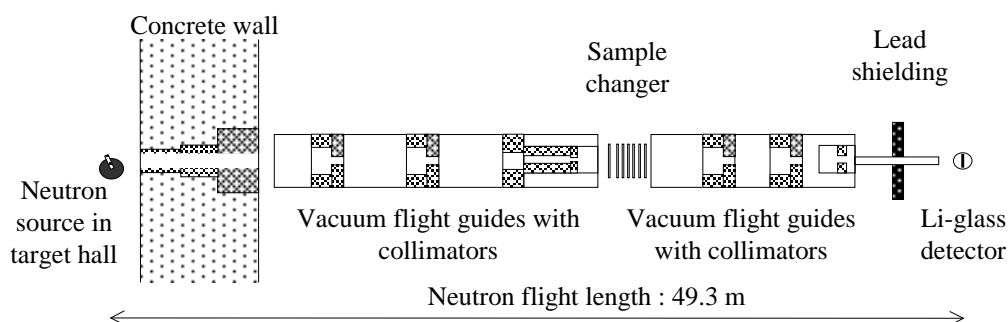 Concrete wall
Sample
changer
Lead
shielding
Neutron
source in
target hall
Vacuum flight guides with
collimators
Vacuum flight guides
with collimators
Li-glass
detector
Neutron flight length : 49.3 m